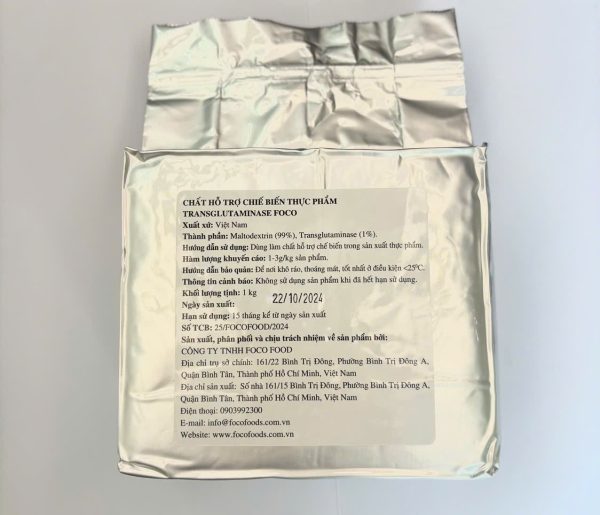 CHẤT HỖ TRỢ CHIẾ BIẾN THỰC PHẨM
TRANSGLUTAMINASE FOCO
Xuất xứ: Việt Nam
Thành phần: Maltodextrin (99%), Transglutaminase (1%).
Hướng dẫn sử dụng: Dùng làm chất hỗ trợ chế biến trong sản xuất thực phẩm.
Hàm lượng khuyến cáo: 1-3g/kg sản phẩm.
Hướng dẫn bảo quản: Để nơi khô ráo, thoáng mát, tốt nhất ở điều kiện <25°C.
Thông tin cảnh báo: Không sử dụng sản phẩm khi đã hết hạn sử dụng.
Khối lượng tịnh: 1 kg
Ngày sản xuất: 22/10/2024
Hạn sử dụng: 15 tháng kể từ ngày sản xuất
Số TCB: 25/FOCOFOOD/2024
Sản xuất, phân phối và chịu trách nhiệm về sản phẩm bởi:
CÔNG TY TNHH FOCO FOOD
Địa chỉ trụ sở chính: 161/22 Bình Trị Đông, Phường Bình Trị Đông A,
Quận Bình Tân, Thành phố Hồ Chí Minh, Việt Nam
Địa chỉ sản xuất: Số nhà 161/15 Bình Trị Đông, Phường Bình Trị Đông A,
Quận Bình Tân, Thành phố Hồ Chí Minh, Việt Nam
Điện thoại: 0903992300
E-mail: info@focofoods.com.vn
Website: www.focofoods.com.vn